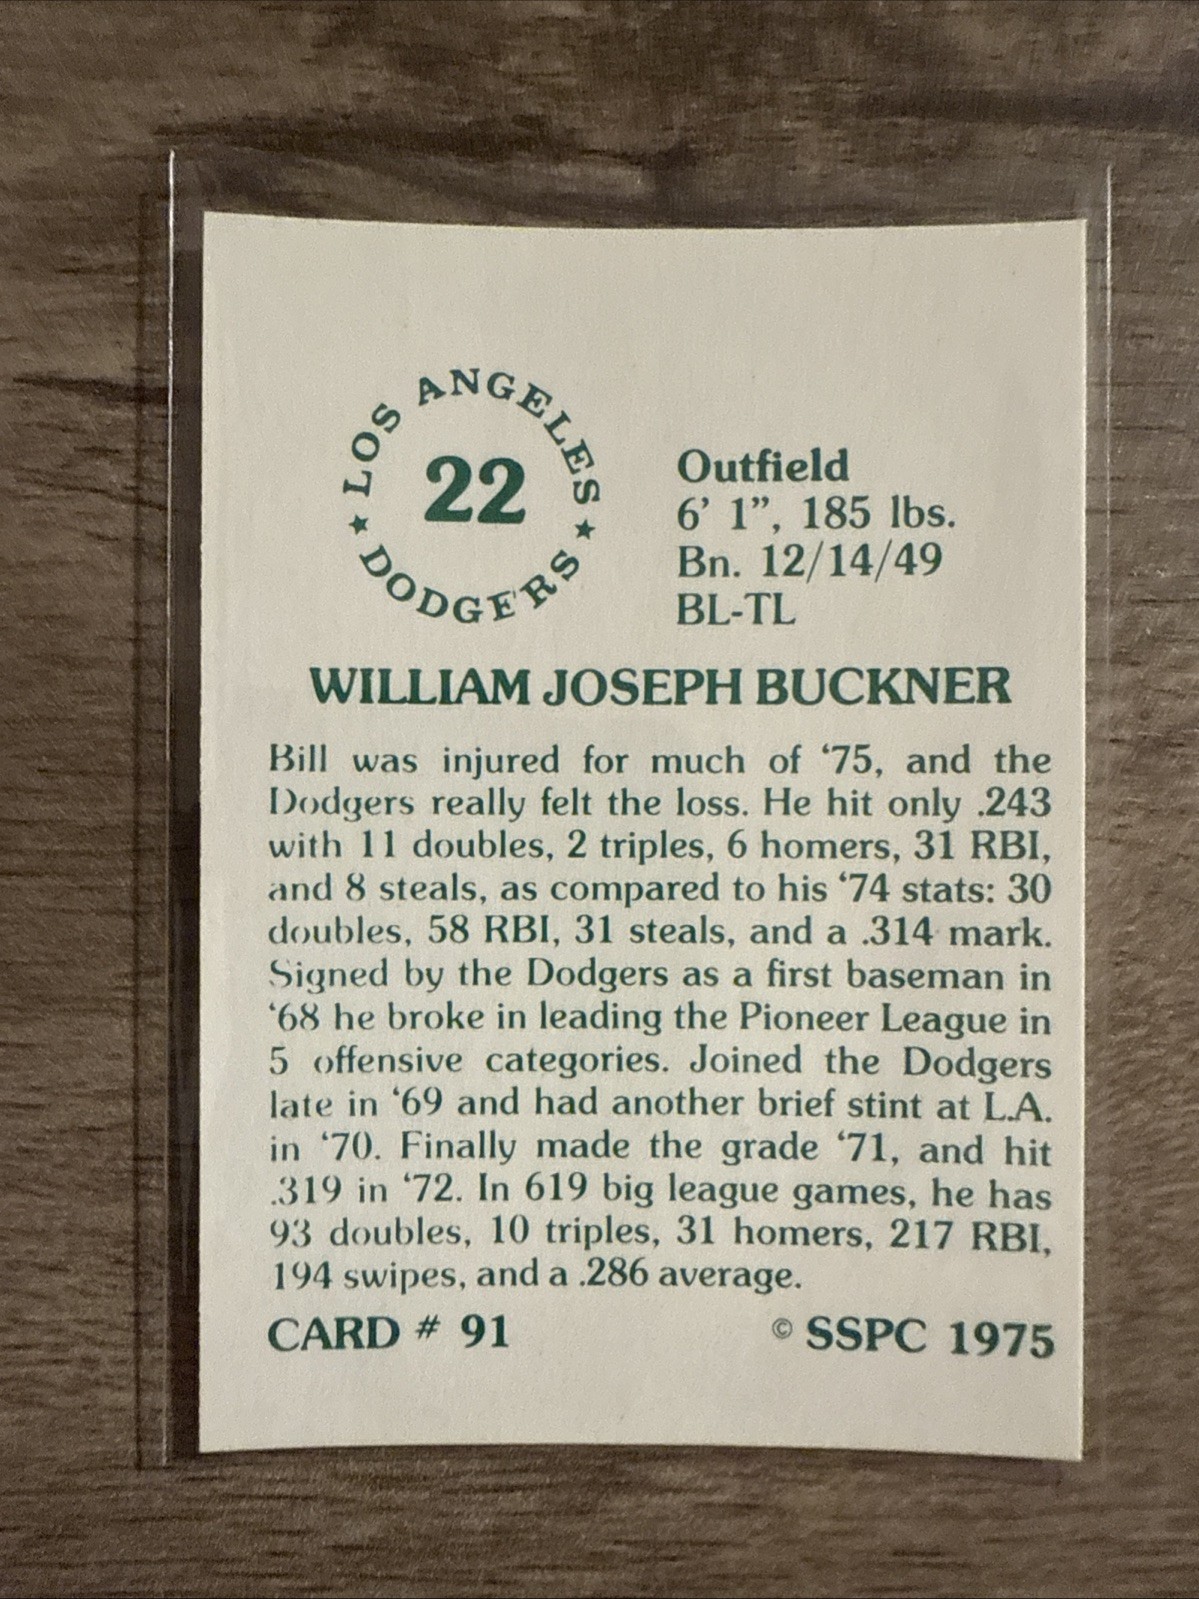 ★ LOS ANGELES ★
22
DODGERS
Outfield
6’ 1”, 185 lbs.
Bn. 12/14/49
BL-TL
WILLIAM JOSEPH BUCKNER
Bill was injured for much of ‘75, and the
Dodgers really felt the loss. He hit only .243
with 11 doubles, 2 triples, 6 homers, 31 RBI,
and 8 steals, as compared to his ‘74 stats: 30
doubles, 58 RBI, 31 steals, and a .314 mark.
Signed by the Dodgers as a first baseman in
‘68 he broke in leading the Pioneer League in
5 offensive categories. Joined the Dodgers
late in ‘69 and had another brief stint at L.A.
in ‘70. Finally made the grade ‘71, and hit
.319 in ‘72. In 619 big league games, he has
93 doubles, 10 triples, 31 homers, 217 RBI,
194 swipes, and a .286 average.
CARD # 91
© SSPC 1975